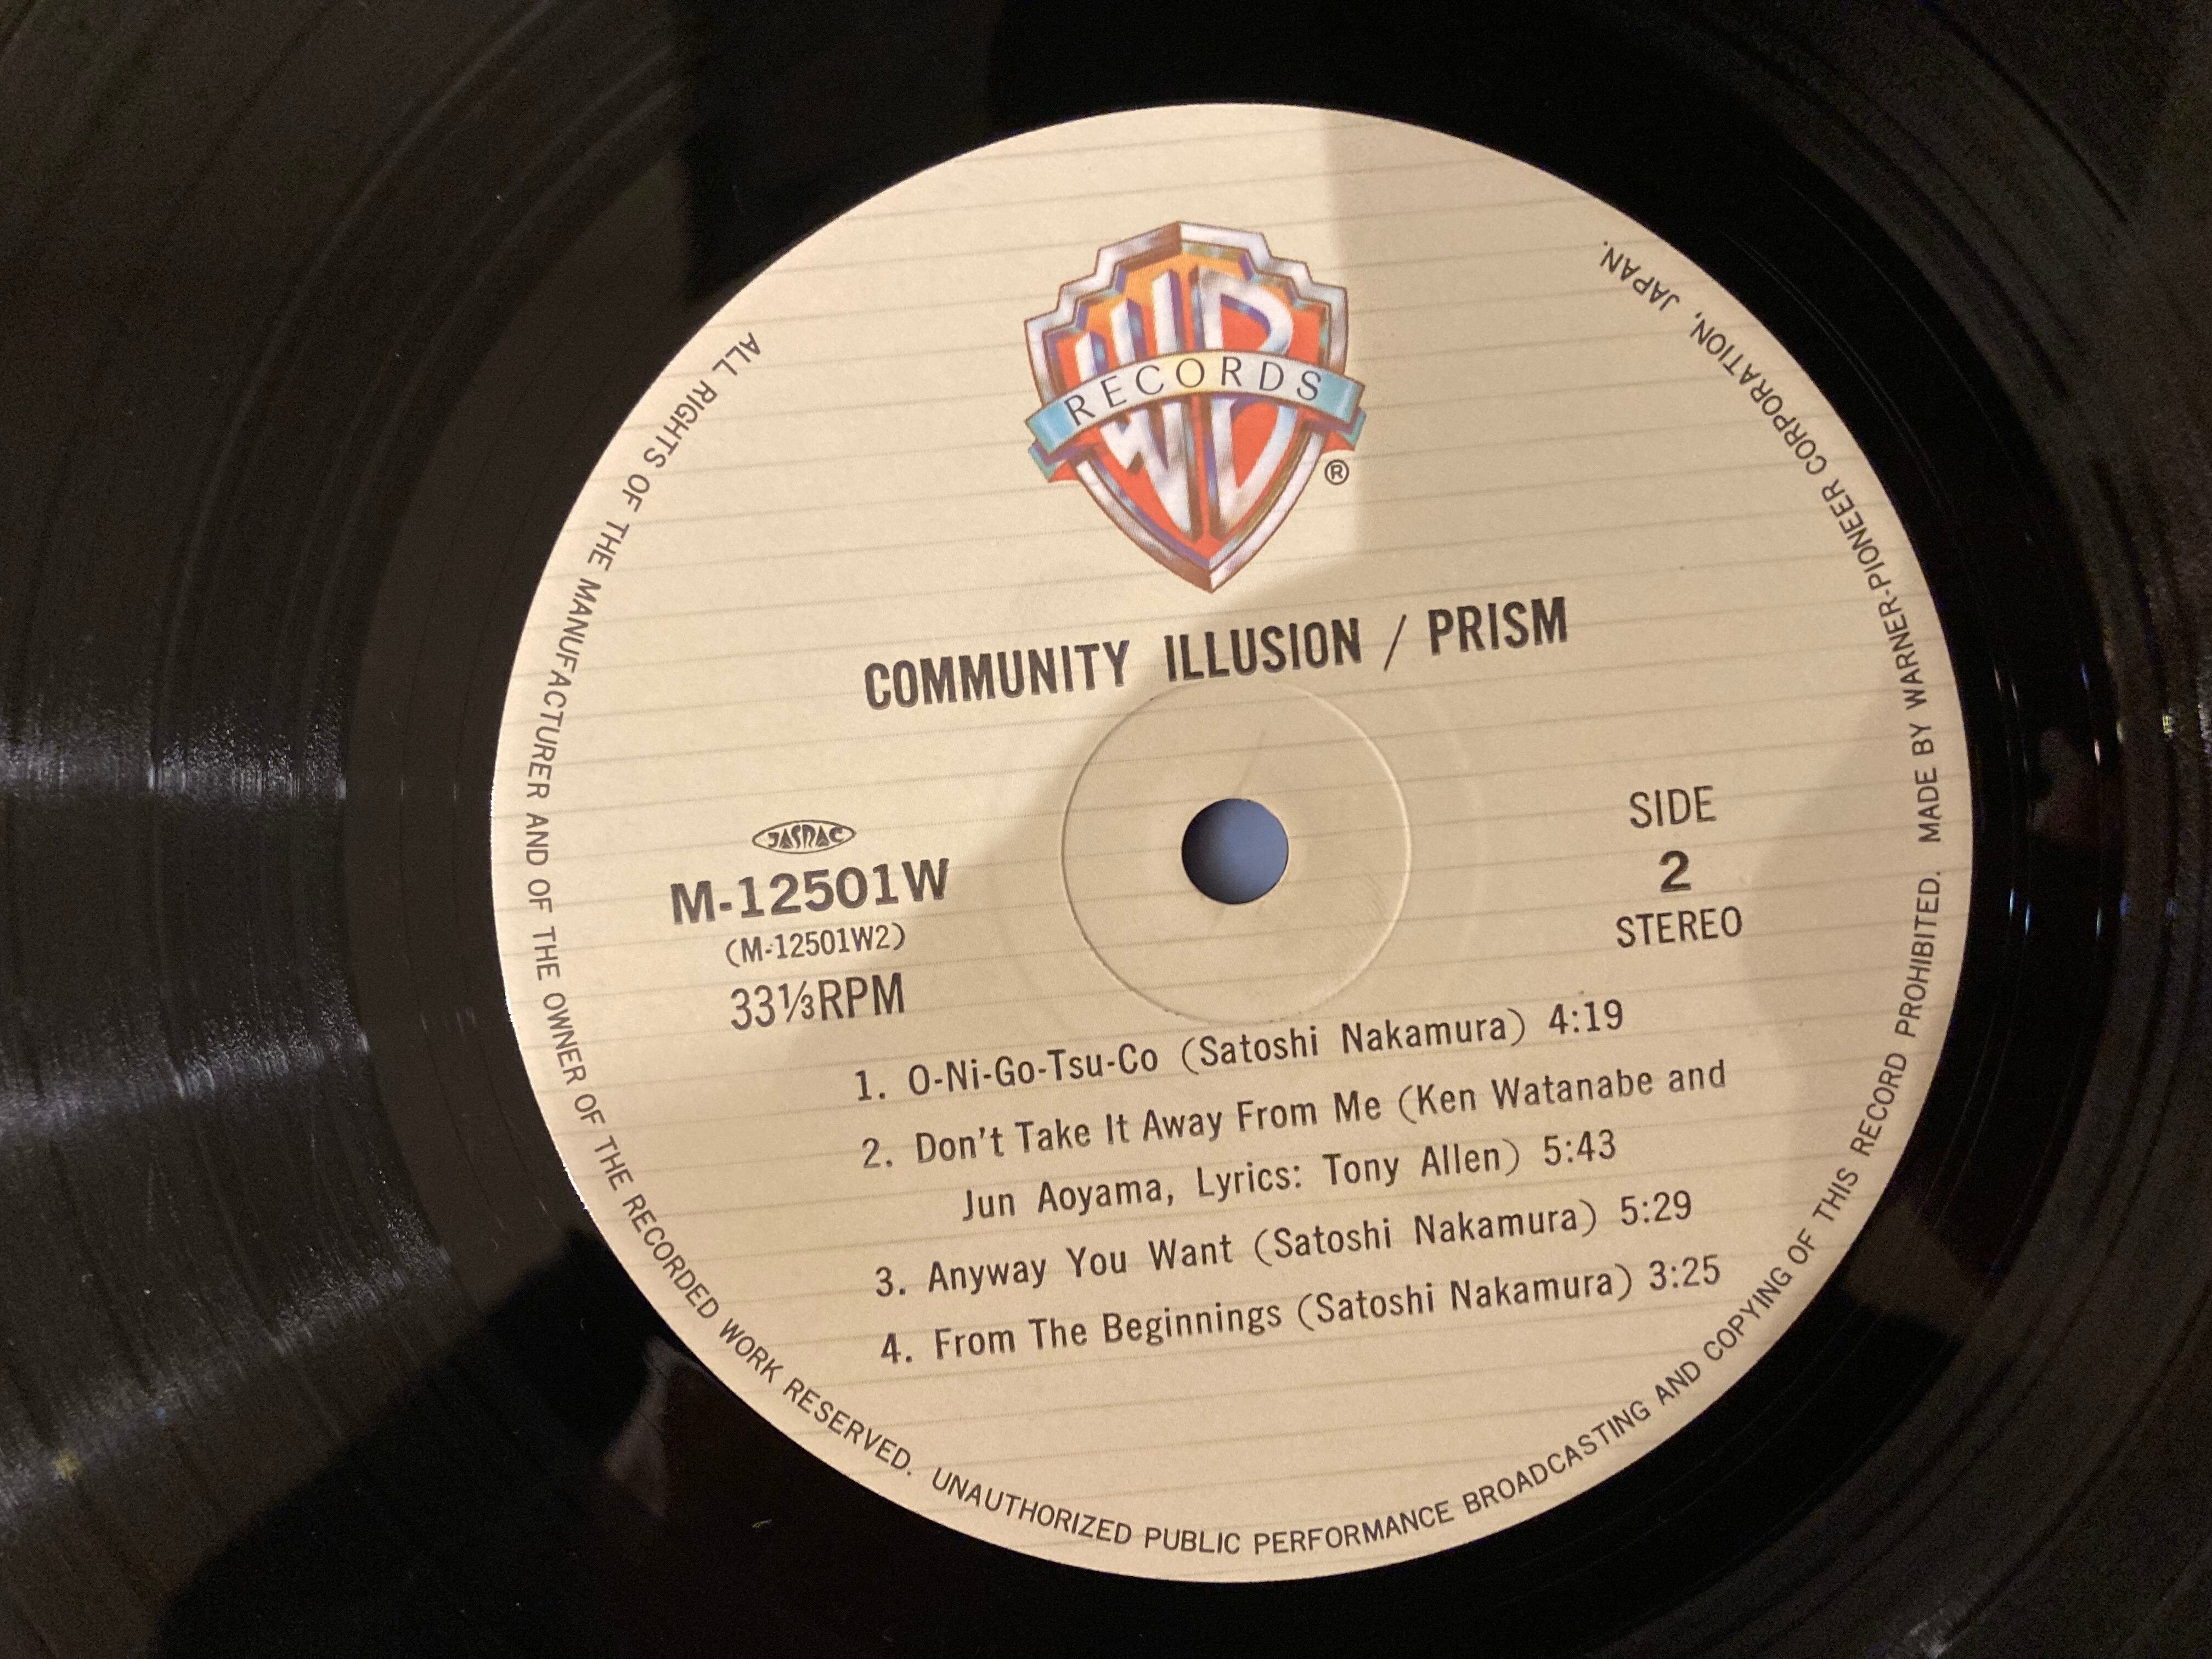 WB
RECORDS
®
COMMUNITY ILLUSION / PRISM
JASRAC
M-12501W
(M-12501W2)
33⅓RPM
SIDE
2
STEREO
1. O-Ni-Go-Tsu-Co (Satoshi Nakamura) 4:19
2. Don't Take It Away From Me (Ken Watanabe and
Jun Aoyama, Lyrics: Tony Allen) 5:43
3. Anyway You Want (Satoshi Nakamura) 5:29
4. From The Beginnings (Satoshi Nakamura) 3:25
ALL RIGHTS OF THE MANUFACTURER AND OF THE OWNER OF THE RECORDED WORK RESERVED. UNAUTHORIZED PUBLIC PERFORMANCE BROADCASTING AND COPYING OF THIS RECORD PROHIBITED. MADE BY WARNER-PIONEER CORPORATION, JAPAN.